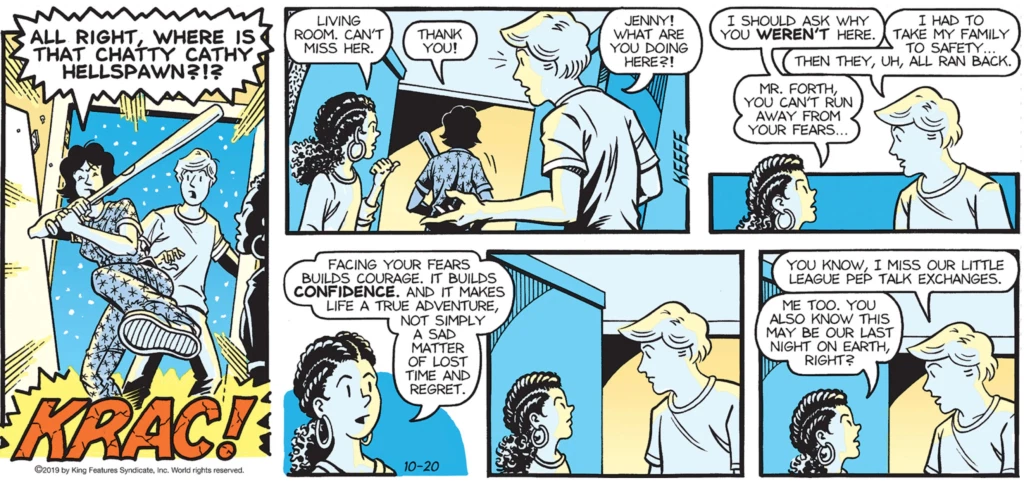 ALL RIGHT, WHERE IS
THAT CHATTY CATHY
HELLSPAWN?!?
KRAC!
©2019 by King Features Syndicate, Inc. World rights reserved.
LIVING
ROOM. CAN'T
MISS HER.
THANK
YOU!
JENNY!
WHAT ARE
YOU DOING
HERE?!
KEEFE
I SHOULD ASK WHY
YOU WEREN'T HERE.
I HAD TO
TAKE MY FAMILY
TO SAFETY...
THEN THEY, UH, ALL RAN BACK.
MR. FORTH,
YOU CAN'T RUN
AWAY FROM
YOUR FEARS...
FACING YOUR FEARS
BUILDS COURAGE. IT BUILDS
CONFIDENCE. AND IT MAKES
LIFE A TRUE ADVENTURE,
NOT SIMPLY
A SAD
MATTER
OF LOST
TIME AND
REGRET.
10-20
YOU KNOW, I MISS OUR LITTLE
LEAGUE PEP TALK EXCHANGES.
ME TOO. YOU
ALSO KNOW THIS
MAY BE OUR LAST
NIGHT ON EARTH,
RIGHT?